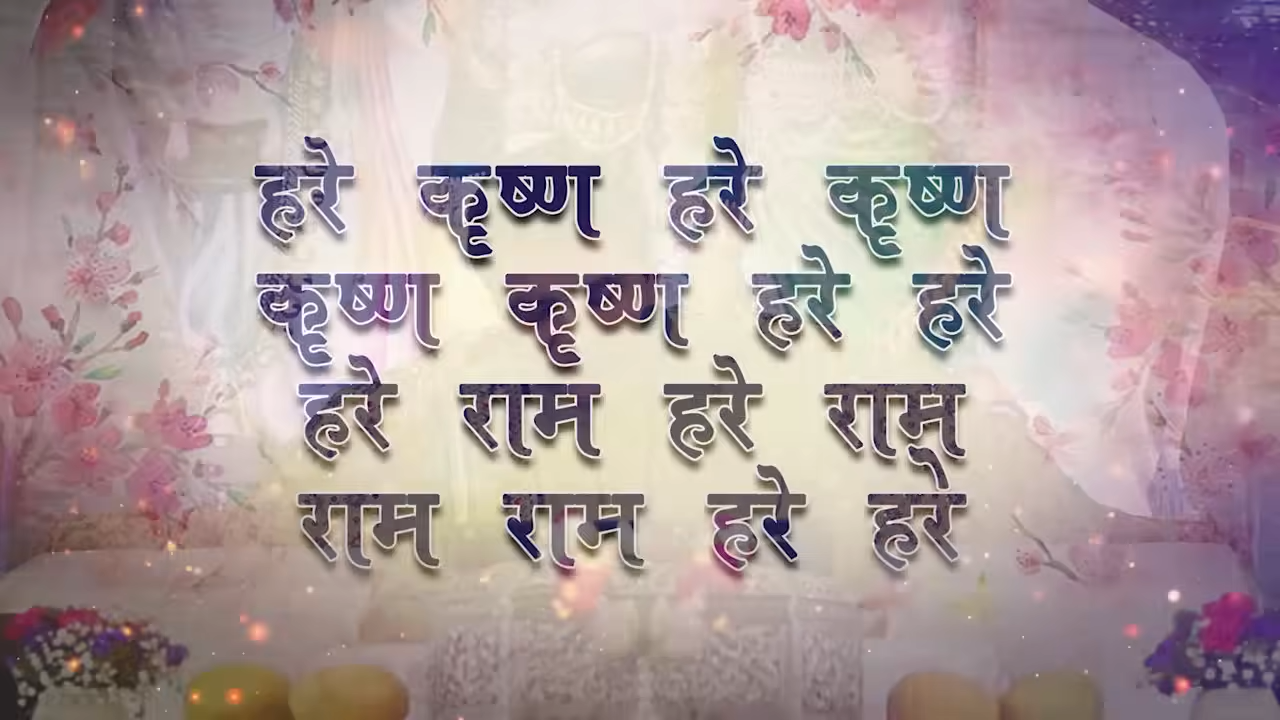 हरे कृष्ण हरे कृष्ण
कृष्ण कृष्ण हरे हरे
हरे राम हरे राम
राम राम हरे हरे